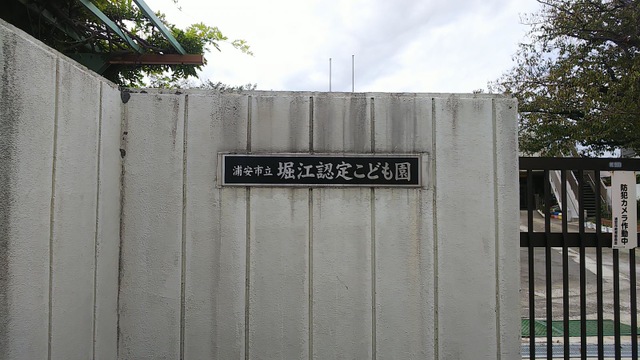 浦安市立 堀江認定こども園
防犯カメラ作動中